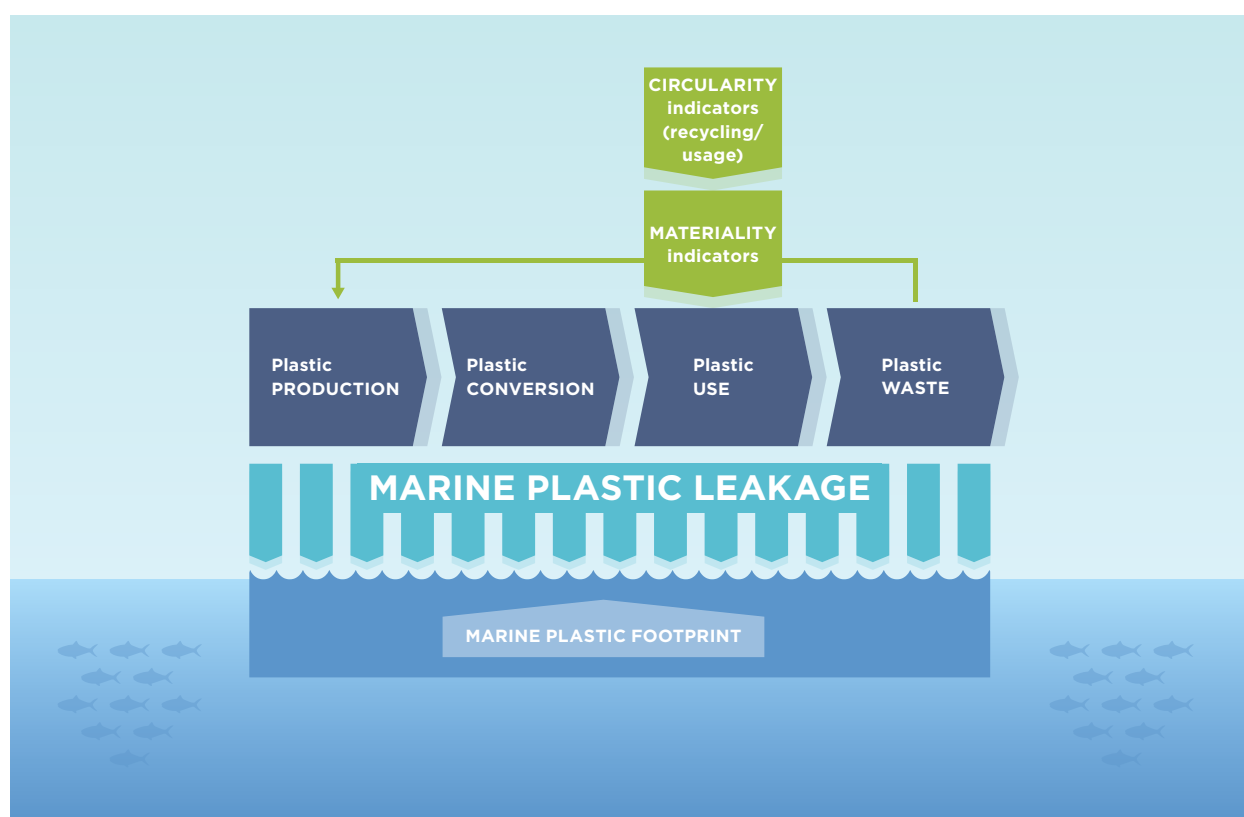 CIRCULARITY
indicators
(recycling/
usage)
MATERIALITY
indicators
Plastic
PRODUCTION
Plastic
CONVERSION
Plastic
USE
Plastic
WASTE
MARINE PLASTIC LEAKAGE
MARINE PLASTIC FOOTPRINT